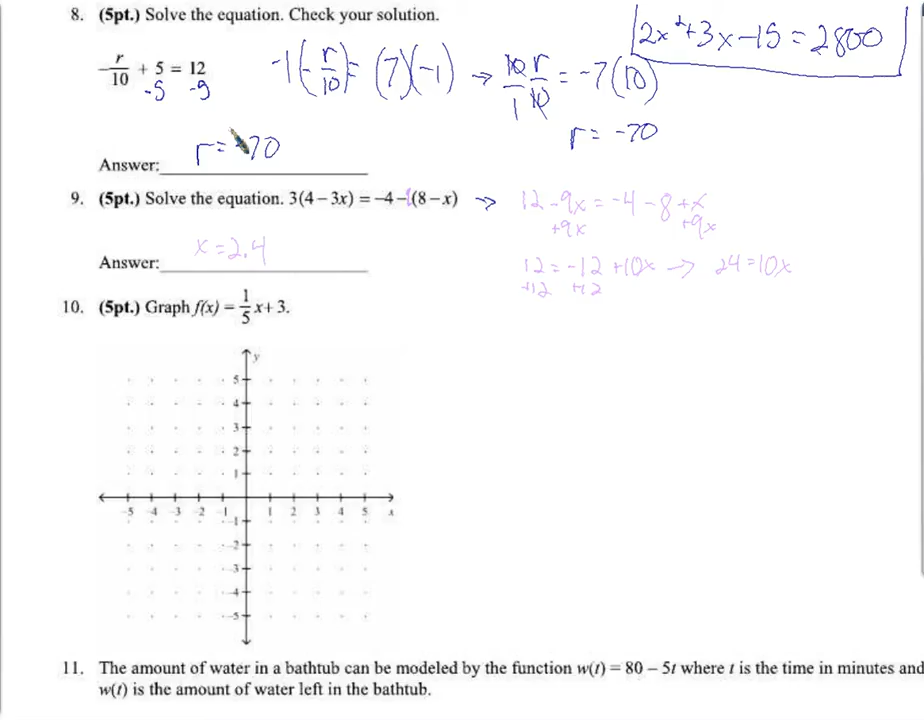 8. (5pt.) Solve the equation. Check your solution.
2x²+3x-15=2800
-r/10 + 5 = 12
-5 -5
-1(-r/10)= (7)(-1) → 10/1 r/10 = -7(10)
r= -70
Answer: r= -70
9. (5pt.) Solve the equation. 3(4 – 3x) = –4 –1(8 – x) → 12-9x=-4-8+x
+9x +9x
Answer: x=2.4
12=-12+10x → 24=10x
+12 +12
10. (5pt.) Graph f(x) = 1/5 x + 3.
y
5
4
3
2
1
-5 -4 -3 -2 -1 1 2 3 4 5 x
-1
-2
-3
-4
-5
11. The amount of water in a bathtub can be modeled by the function w(t) = 80 – 5t where t is the time in minutes and
w(t) is the amount of water left in the bathtub.